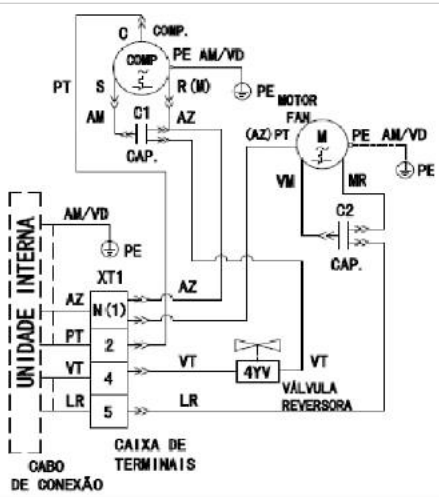 C COMP.
COMP
PE AM/VD
PT
S
R(M)
PE
AM
C1
AZ
CAP.
MOTOR
FAN
(AZ)PT
M
PE AM/VD
PE
VM
MR
C2
CAP.
AM/VD
PE
UNIDADE INTERNA
XT1
AZ
N(1)
AZ
PT
2
VT
4
VT
4YV
VT
VÁLVULA
REVERSORA
LR
5
LR
CAIXA DE
TERMINAIS
CABO
DE CONEXÃO